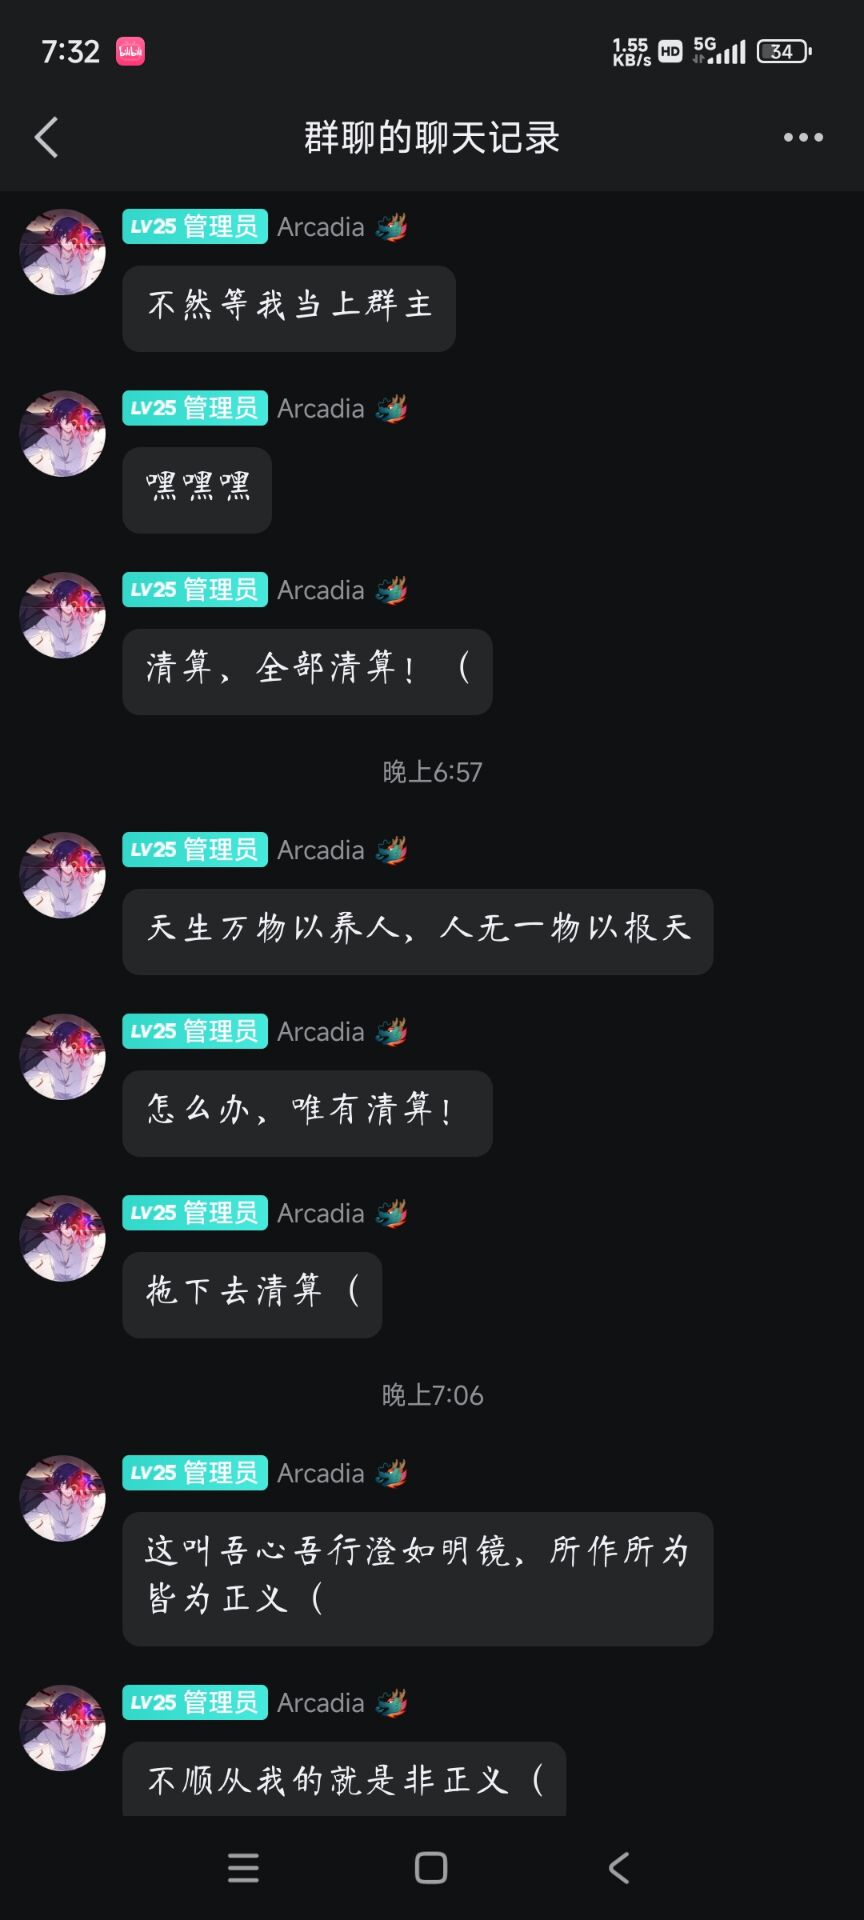 7:32 bilibili 1.55 KB/s HD 5G 34
群聊的聊天记录
LV25 管理员 Arcadia
不然等我当上群主
LV25 管理员 Arcadia
嘿嘿嘿
LV25 管理员 Arcadia
清算、全部清算！（
晚上6:57
LV25 管理员 Arcadia
天生万物以养人，人无一物以报天
LV25 管理员 Arcadia
怎么办，唯有清算！
LV25 管理员 Arcadia
拖下去清算（
晚上7:06
LV25 管理员 Arcadia
这叫吾心吾行澄如明镜，所作所为
皆为正义（
LV25 管理员 Arcadia
不顺从我的就是非正义（